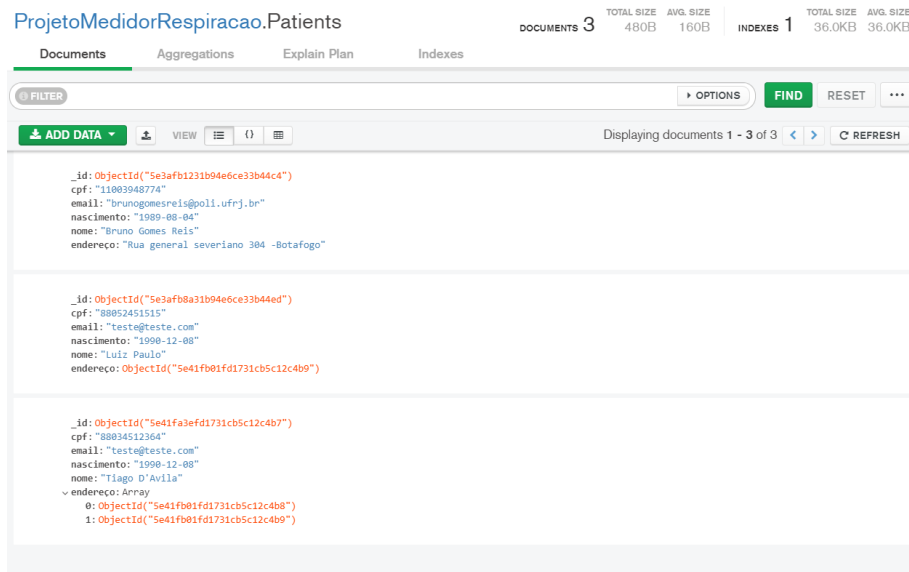 ProjetoMedidorRespiracao.Patients
DOCUMENTS 3 TOTAL SIZE 480B AVG. SIZE 160B INDEXES 1 TOTAL SIZE 36.0KB AVG. SIZE 36.0KB
Documents Aggregations Explain Plan Indexes
FILTER OPTIONS FIND RESET ...
ADD DATA VIEW {} Displaying documents 1 - 3 of 3 < > REFRESH
_id: ObjectId("5e3afb1231b94e6ce33b44c4")
cpf: "11003948774"
email: "brunogomesreis@poli.ufrj.br"
nascimento: "1989-08-04"
nome: "Bruno Gomes Reis"
endereço: "Rua general severiano 304 -Botafogo"
_id: ObjectId("5e3afb8a31b94e6ce33b44ed")
cpf: "88052451515"
email: "teste@teste.com"
nascimento: "1990-12-08"
nome: "Luiz Paulo"
endereço: ObjectId("5e41fb01fd1731cb5c12c4b9")
_id: ObjectId("5e41fa3efd1731cb5c12c4b7")
cpf: "88034512364"
email: "teste@teste.com"
nascimento: "1990-12-08"
nome: "Tiago D'Avila"
endereço: Array
0: ObjectId("5e41fb01fd1731cb5c12c4b8")
1: ObjectId("5e41fb01fd1731cb5c12c4b9")